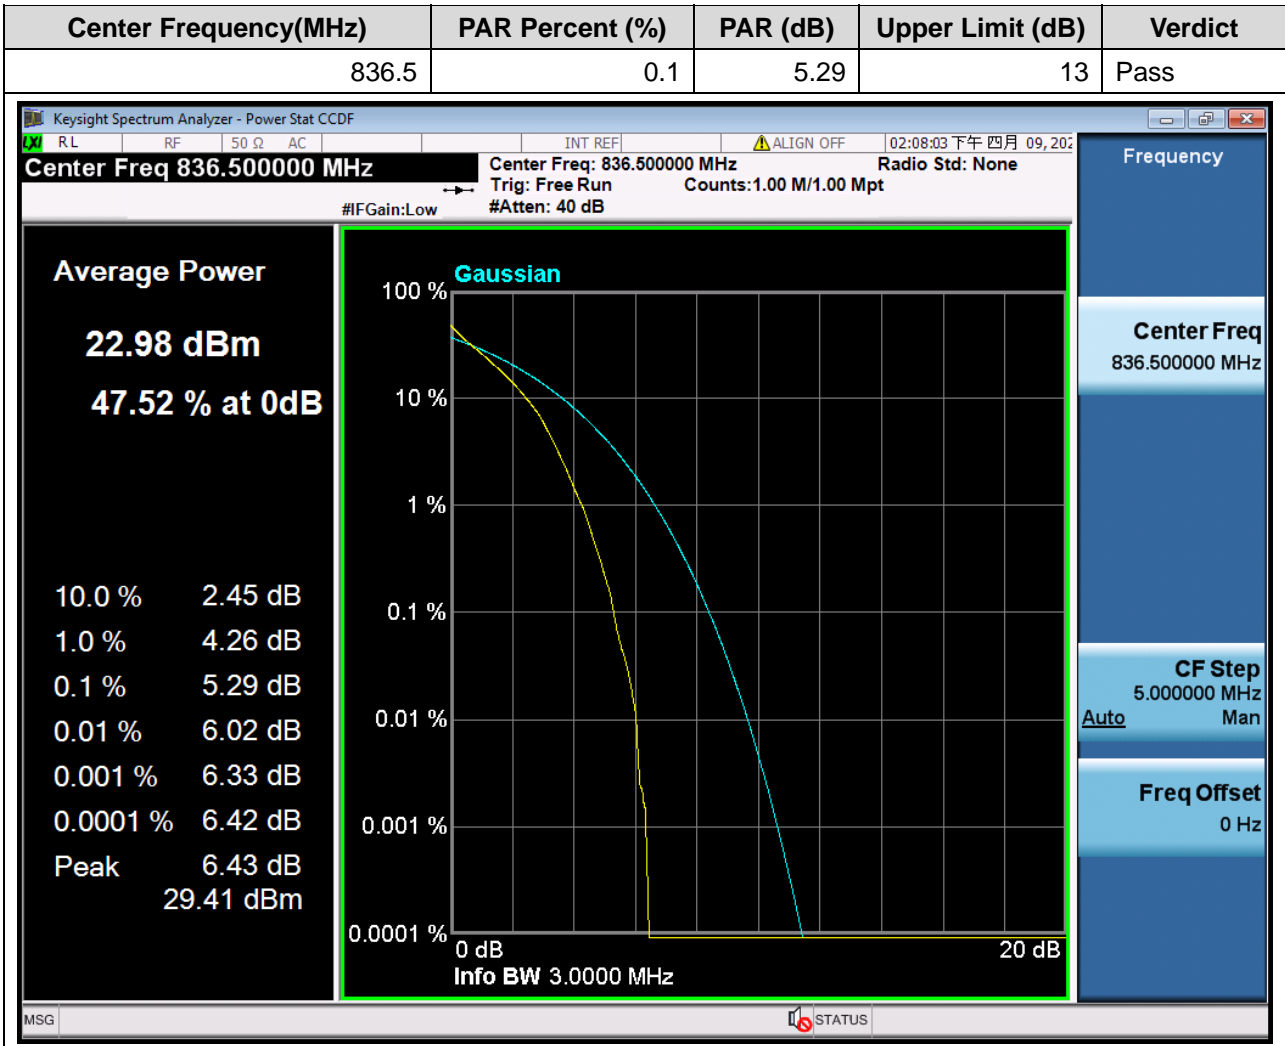 Center Frequency(MHz) PAR Percent (%) PAR (dB) Upper Limit (dB) Verdict
836.5 0.1 5.29 13 Pass
Keysight Spectrum Analyzer - Power Stat CCDF
LXI RL RF 50 Ω AC INT REF ALIGN OFF 02:08:03 下午 四月 09, 202
Center Freq 836.500000 MHz
Center Freq: 836.500000 MHz Radio Std: None
Trig: Free Run Counts:1.00 M/1.00 Mpt
#IFGain:Low #Atten: 40 dB
Average Power
22.98 dBm
47.52 % at 0dB
10.0 % 2.45 dB
1.0 % 4.26 dB
0.1 % 5.29 dB
0.01 % 6.02 dB
0.001 % 6.33 dB
0.0001 % 6.42 dB
Peak 6.43 dB
29.41 dBm
Gaussian
100 %
10 %
1 %
0.1 %
0.01 %
0.001 %
0.0001 %
0 dB 20 dB
Info BW 3.0000 MHz
Frequency
Center Freq
836.500000 MHz
CF Step
5.000000 MHz
Auto Man
Freq Offset
0 Hz
MSG STATUS